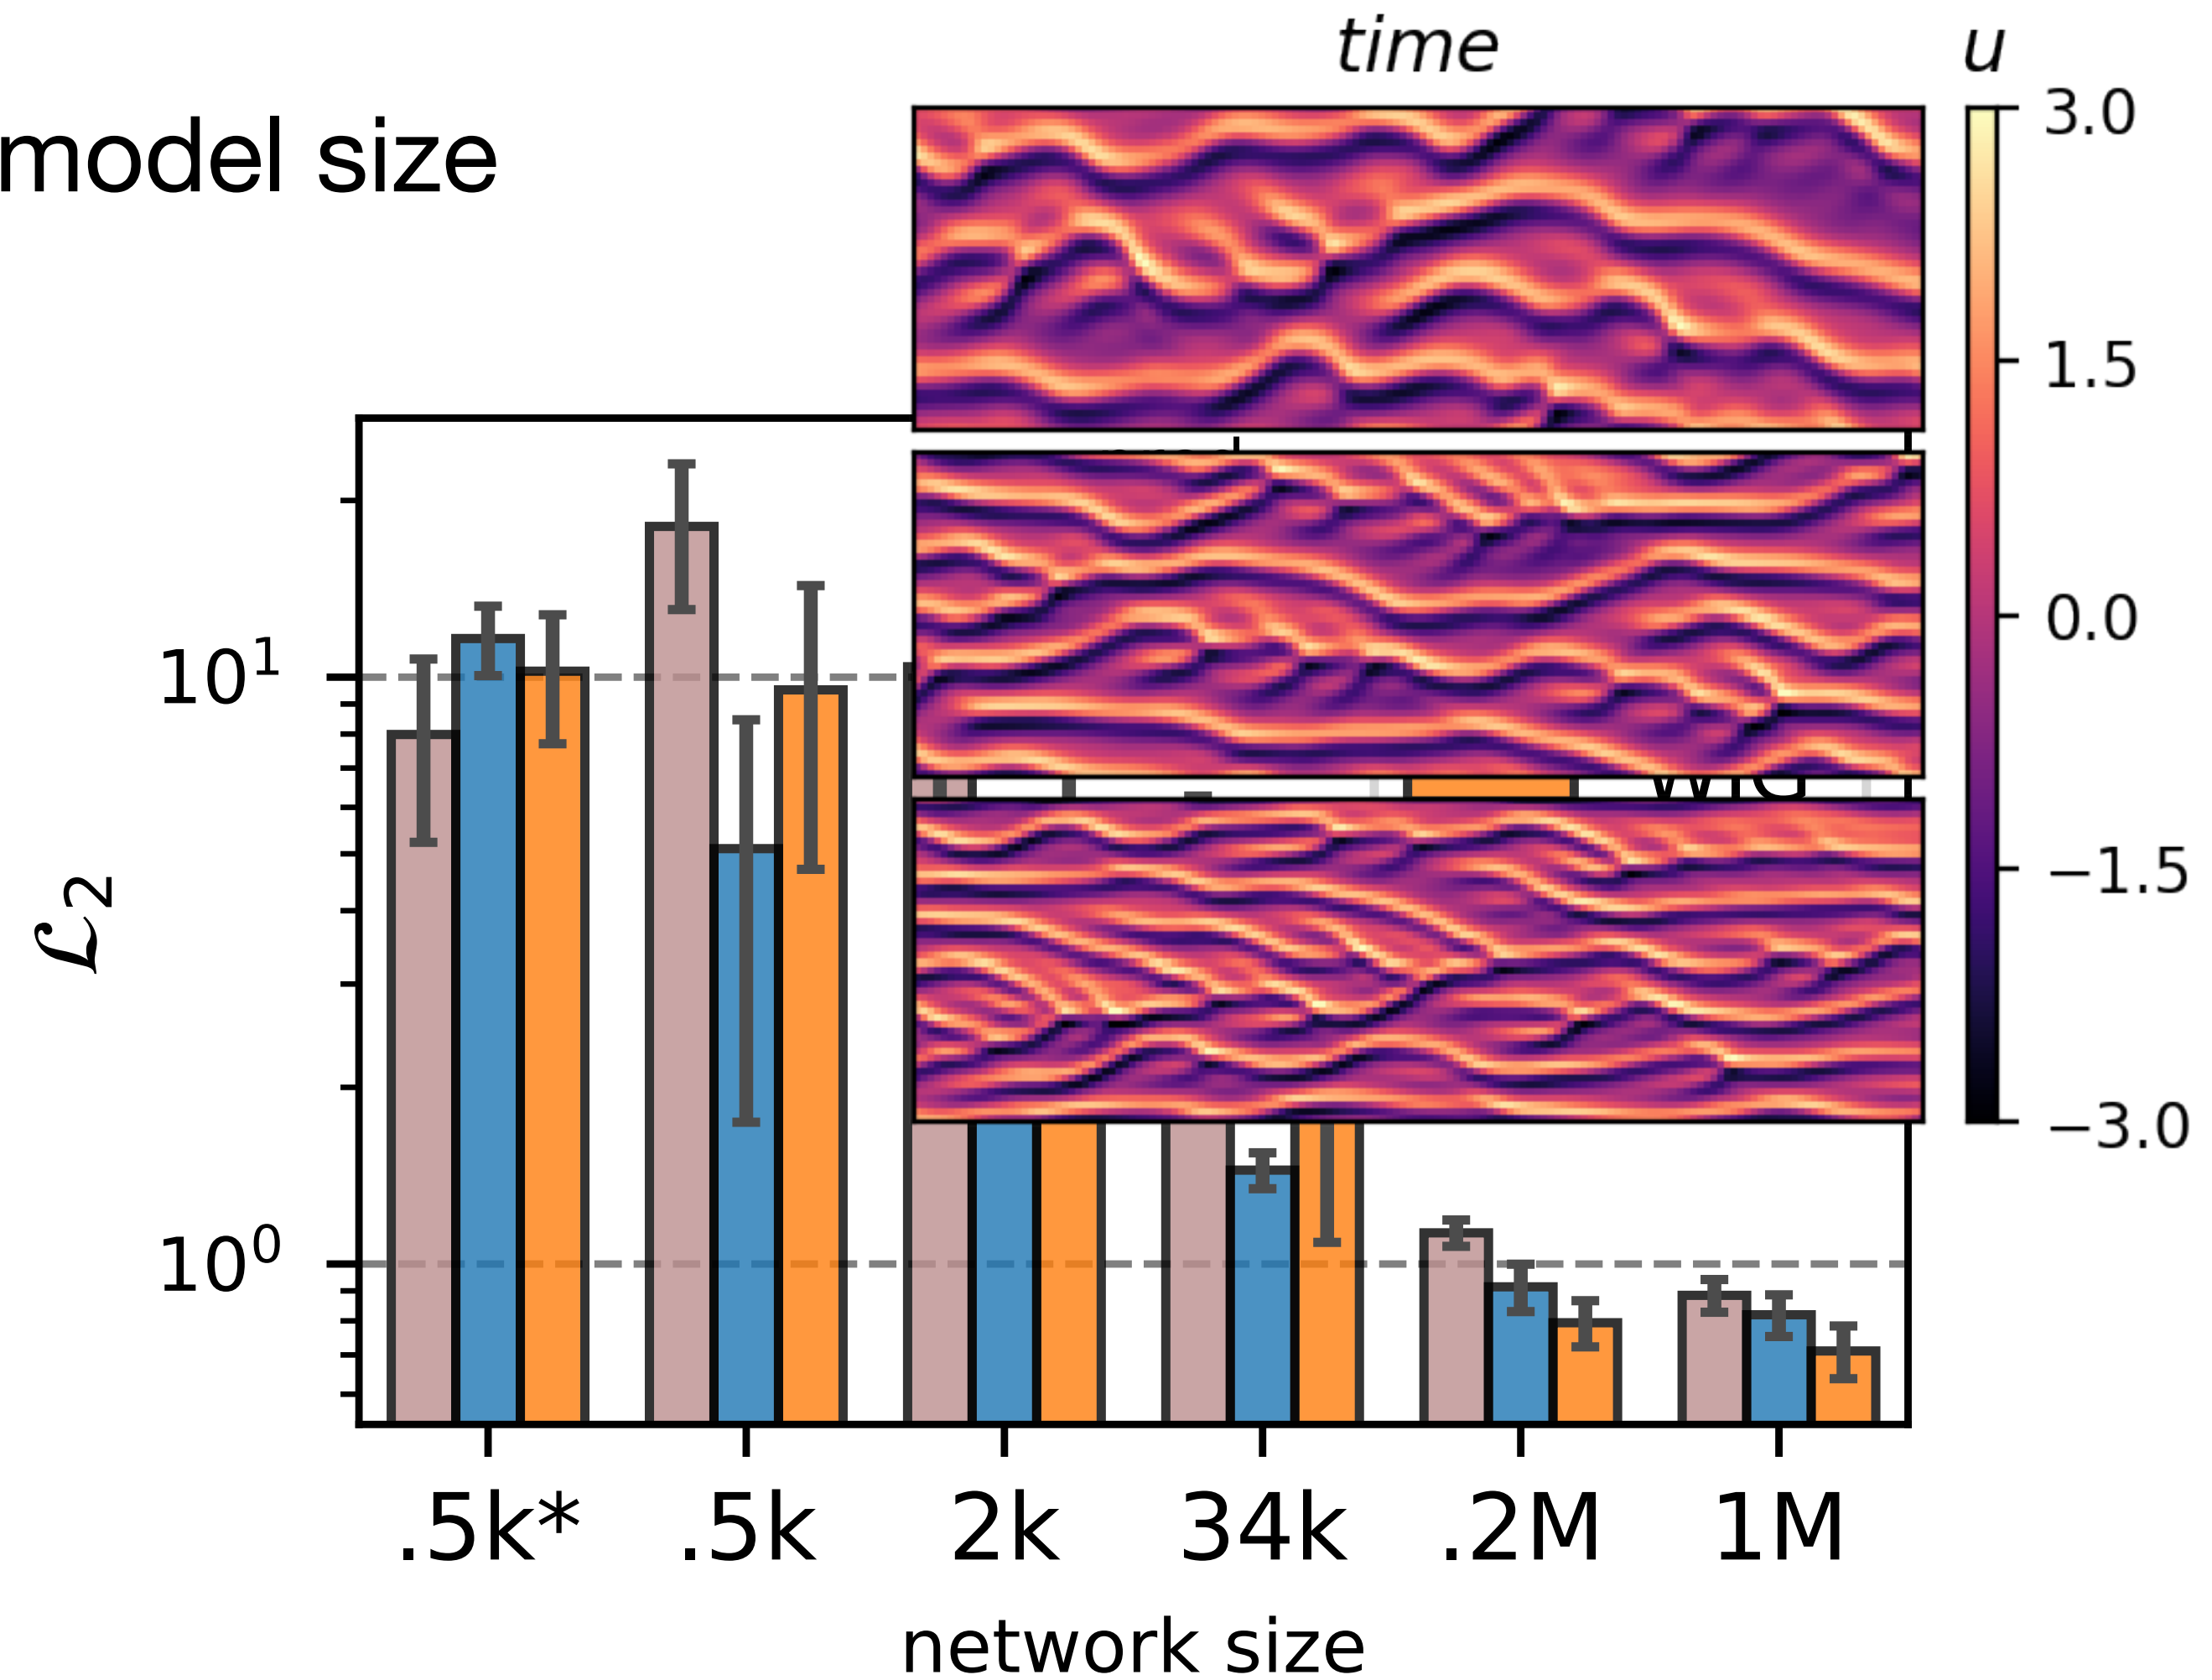 time
u
model size
3.0
1.5
0.0
−1.5
−3.0
10¹
10⁰
ℒ₂
.5k*
.5k
2k
34k
.2M
1M
network size